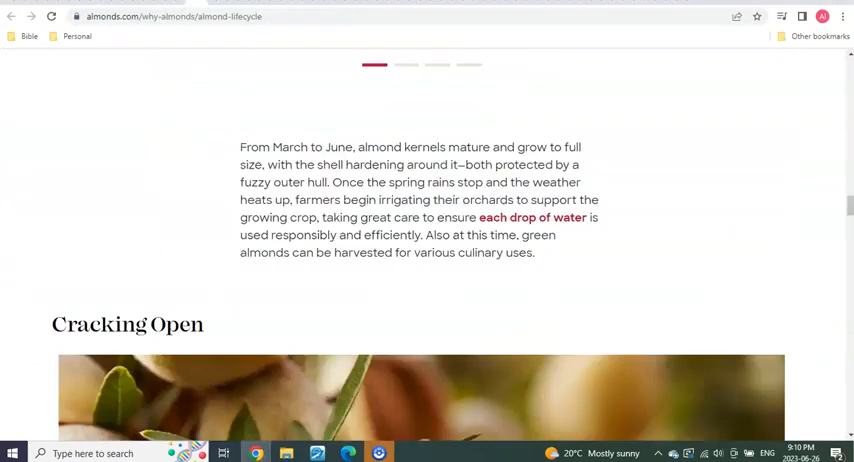 almonds.com/why-almonds/almond-lifecycle
AI
Bible
Personal
Other bookmarks
From March to June, almond kernels mature and grow to full
size, with the shell hardening around it—both protected by a
fuzzy outer hull. Once the spring rains stop and the weather
heats up, farmers begin irrigating their orchards to support the
growing crop, taking great care to ensure each drop of water is
used responsibly and efficiently. Also at this time, green
almonds can be harvested for various culinary uses.
Cracking Open
Type here to search
20°C Mostly sunny
ENG
9:10 PM
2023-06-26
2